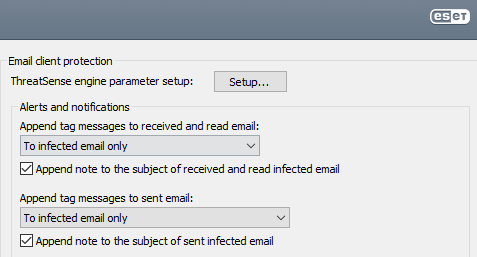 eset
Email client protection
ThreatSense engine parameter setup: Setup...
Alerts and notifications
Append tag messages to received and read email:
To infected email only
Append note to the subject of received and read infected email
Append tag messages to sent email:
To infected email only
Append note to the subject of sent infected email